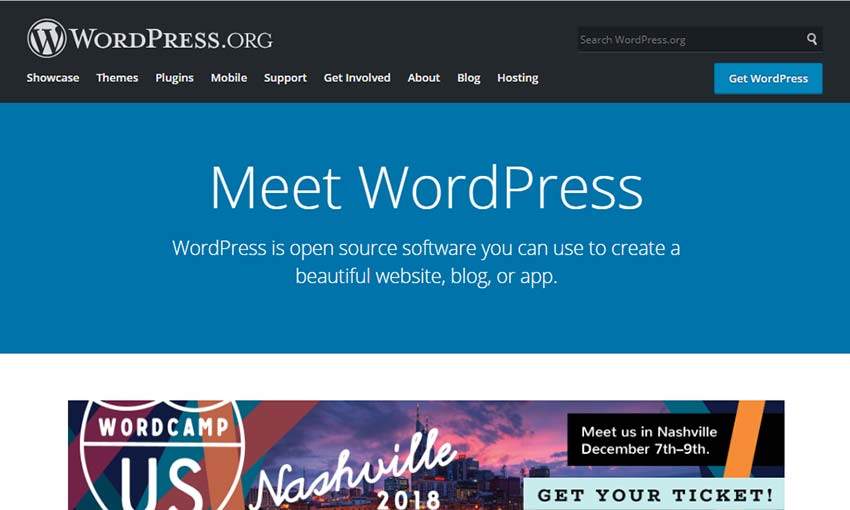 WORDPRESS.ORG
Search WordPress.org
Showcase Themes Plugins Mobile Support Get Involved About Blog Hosting
Get WordPress
Meet WordPress
WordPress is open source software you can use to create a
beautiful website, blog, or app.
WORDCAMP
US
Nashville
2018
Meet us in Nashville
December 7th–9th.
GET YOUR TICKET!